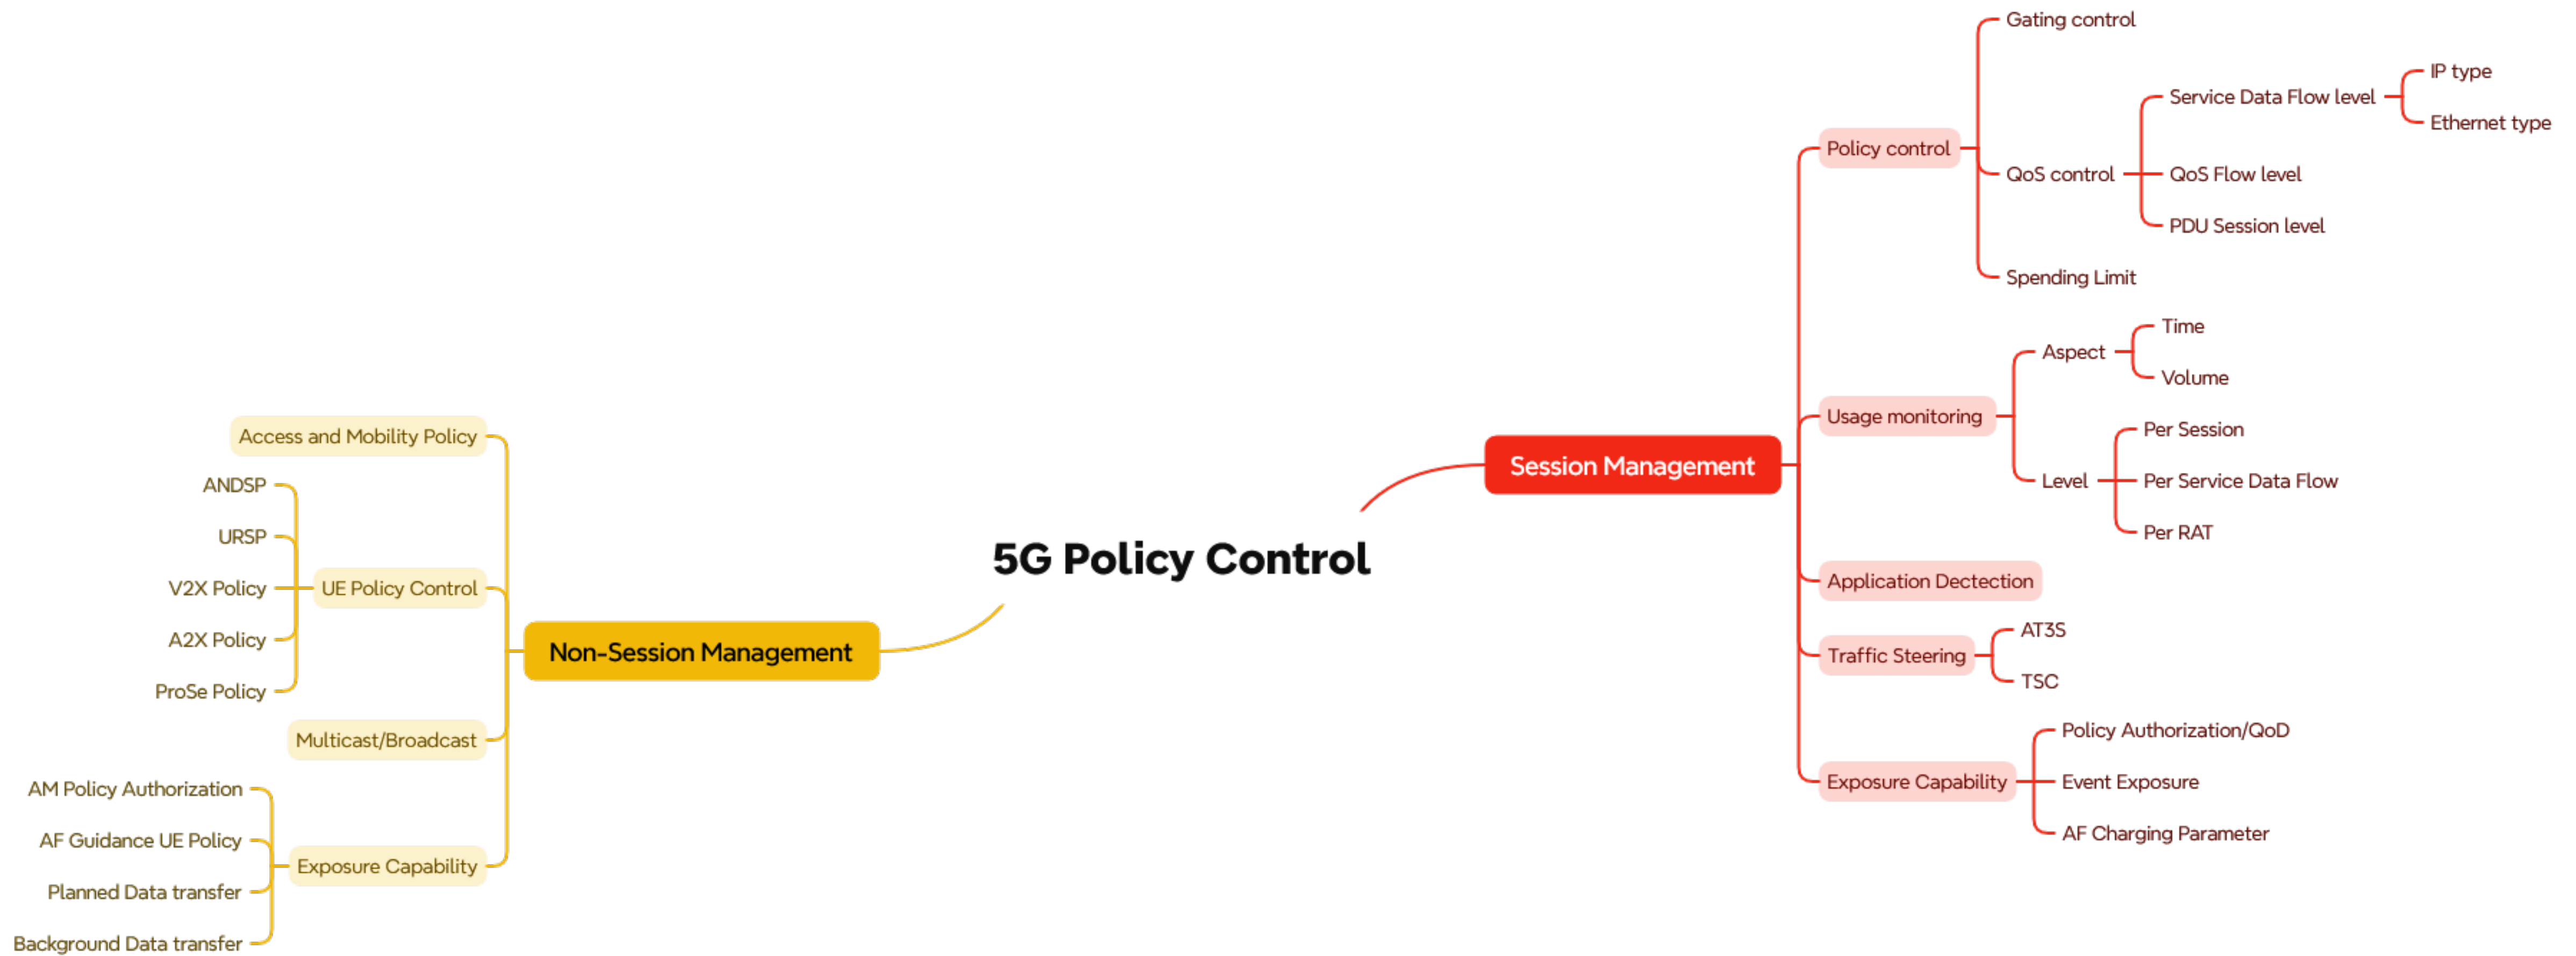 5G Policy Control
Session Management
Policy control
Gating control
QoS control
Service Data Flow level
IP type
Ethernet type
QoS Flow level
PDU Session level
Spending Limit
Usage monitoring
Aspect
Time
Volume
Level
Per Session
Per Service Data Flow
Per RAT
Application Dectection
Traffic Steering
AT3S
TSC
Exposure Capability
Policy Authorization/QoD
Event Exposure
AF Charging Parameter
Non-Session Management
Access and Mobility Policy
UE Policy Control
ANDSP
URSP
V2X Policy
A2X Policy
ProSe Policy
Multicast/Broadcast
Exposure Capability
AM Policy Authorization
AF Guidance UE Policy
Planned Data transfer
Background Data transfer